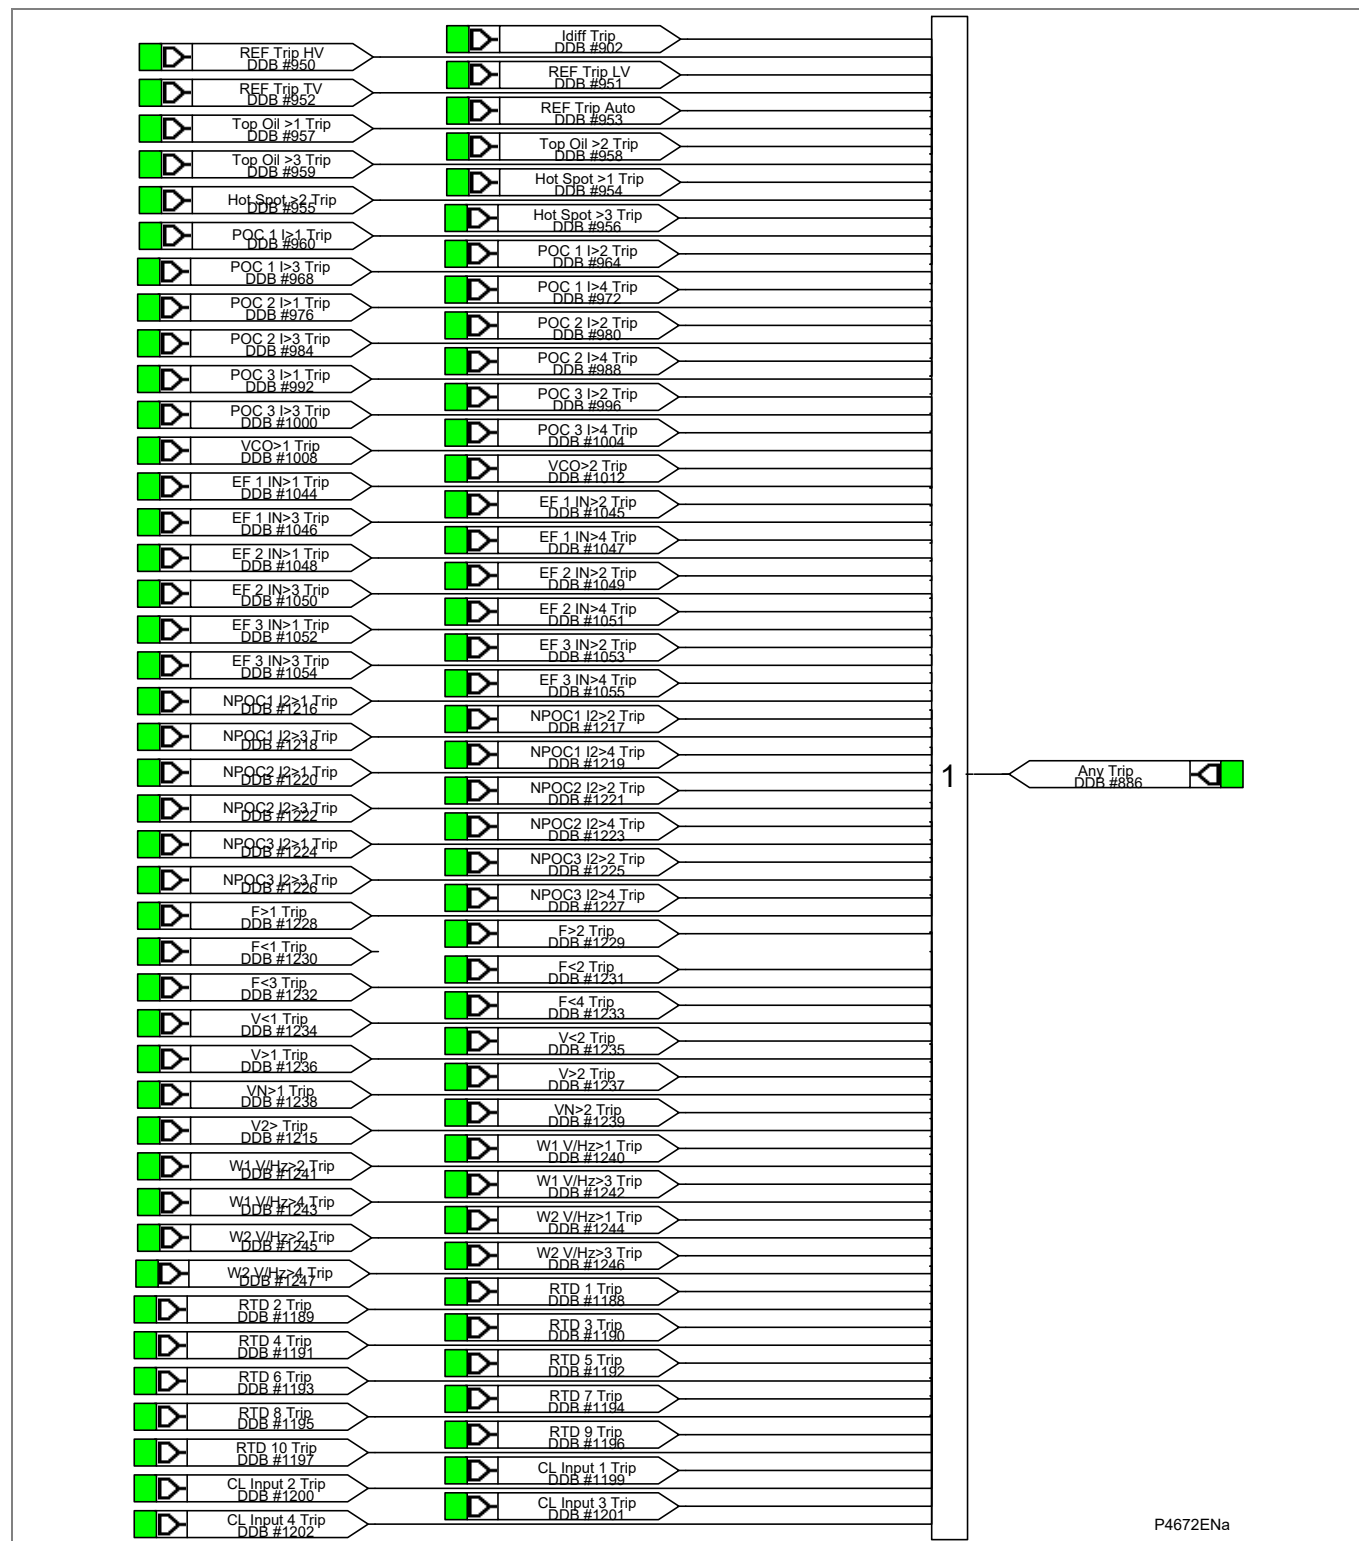 Idiff Trip
DDB #902
REF Trip HV
DDB #950
REF Trip LV
DDB #951
REF Trip TV
DDB #952
REF Trip Auto
DDB #953
Top Oil >1 Trip
DDB #957
Top Oil >2 Trip
DDB #958
Top Oil >3 Trip
DDB #959
Hot Spot >1 Trip
DDB #954
Hot Spot >2 Trip
DDB #955
Hot Spot >3 Trip
DDB #956
POC 1 I>1 Trip
DDB #960
POC 1 I>2 Trip
DDB #964
POC 1 I>3 Trip
DDB #968
POC 1 I>4 Trip
DDB #972
POC 2 I>1 Trip
DDB #976
POC 2 I>2 Trip
DDB #980
POC 2 I>3 Trip
DDB #984
POC 2 I>4 Trip
DDB #988
POC 3 I>1 Trip
DDB #992
POC 3 I>2 Trip
DDB #996
POC 3 I>3 Trip
DDB #1000
POC 3 I>4 Trip
DDB #1004
VCO>1 Trip
DDB #1008
VCO>2 Trip
DDB #1012
EF 1 IN>1 Trip
DDB #1044
EF 1 IN>2 Trip
DDB #1045
EF 1 IN>3 Trip
DDB #1046
EF 1 IN>4 Trip
DDB #1047
EF 2 IN>1 Trip
DDB #1048
EF 2 IN>2 Trip
DDB #1049
EF 2 IN>3 Trip
DDB #1050
EF 2 IN>4 Trip
DDB #1051
EF 3 IN>1 Trip
DDB #1052
EF 3 IN>2 Trip
DDB #1053
EF 3 IN>3 Trip
DDB #1054
EF 3 IN>4 Trip
DDB #1055
NPOC1 I2>1 Trip
DDB #1216
NPOC1 I2>2 Trip
DDB #1217
NPOC1 I2>3 Trip
DDB #1218
NPOC1 I2>4 Trip
DDB #1219
NPOC2 I2>1 Trip
DDB #1220
1
Any Trip
DDB #886
NPOC2 I2>2 Trip
DDB #1221
NPOC2 I2>3 Trip
DDB #1222
NPOC2 I2>4 Trip
DDB #1223
NPOC3 I2>1 Trip
DDB #1224
NPOC3 I2>2 Trip
DDB #1225
NPOC3 I2>3 Trip
DDB #1226
NPOC3 I2>4 Trip
DDB #1227
F>1 Trip
DDB #1228
F>2 Trip
DDB #1229
F<1 Trip
DDB #1230
F<2 Trip
DDB #1231
F<3 Trip
DDB #1232
F<4 Trip
DDB #1233
V<1 Trip
DDB #1234
V<2 Trip
DDB #1235
V>1 Trip
DDB #1236
V>2 Trip
DDB #1237
VN>1 Trip
DDB #1238
VN>2 Trip
DDB #1239
V2> Trip
DDB #1215
W1 V/Hz>1 Trip
DDB #1240
W1 V/Hz>2 Trip
DDB #1241
W1 V/Hz>3 Trip
DDB #1242
W1 V/Hz>4 Trip
DDB #1243
W2 V/Hz>1 Trip
DDB #1244
W2 V/Hz>2 Trip
DDB #1245
W2 V/Hz>3 Trip
DDB #1246
W2 V/Hz>4 Trip
DDB #1247
RTD 1 Trip
DDB #1188
RTD 2 Trip
DDB #1189
RTD 3 Trip
DDB #1190
RTD 4 Trip
DDB #1191
RTD 5 Trip
DDB #1192
RTD 6 Trip
DDB #1193
RTD 7 Trip
DDB #1194
RTD 8 Trip
DDB #1195
RTD 9 Trip
DDB #1196
RTD 10 Trip
DDB #1197
CL Input 1 Trip
DDB #1199
CL Input 2 Trip
DDB #1200
CL Input 3 Trip
DDB #1201
CL Input 4 Trip
DDB #1202
P4672ENa